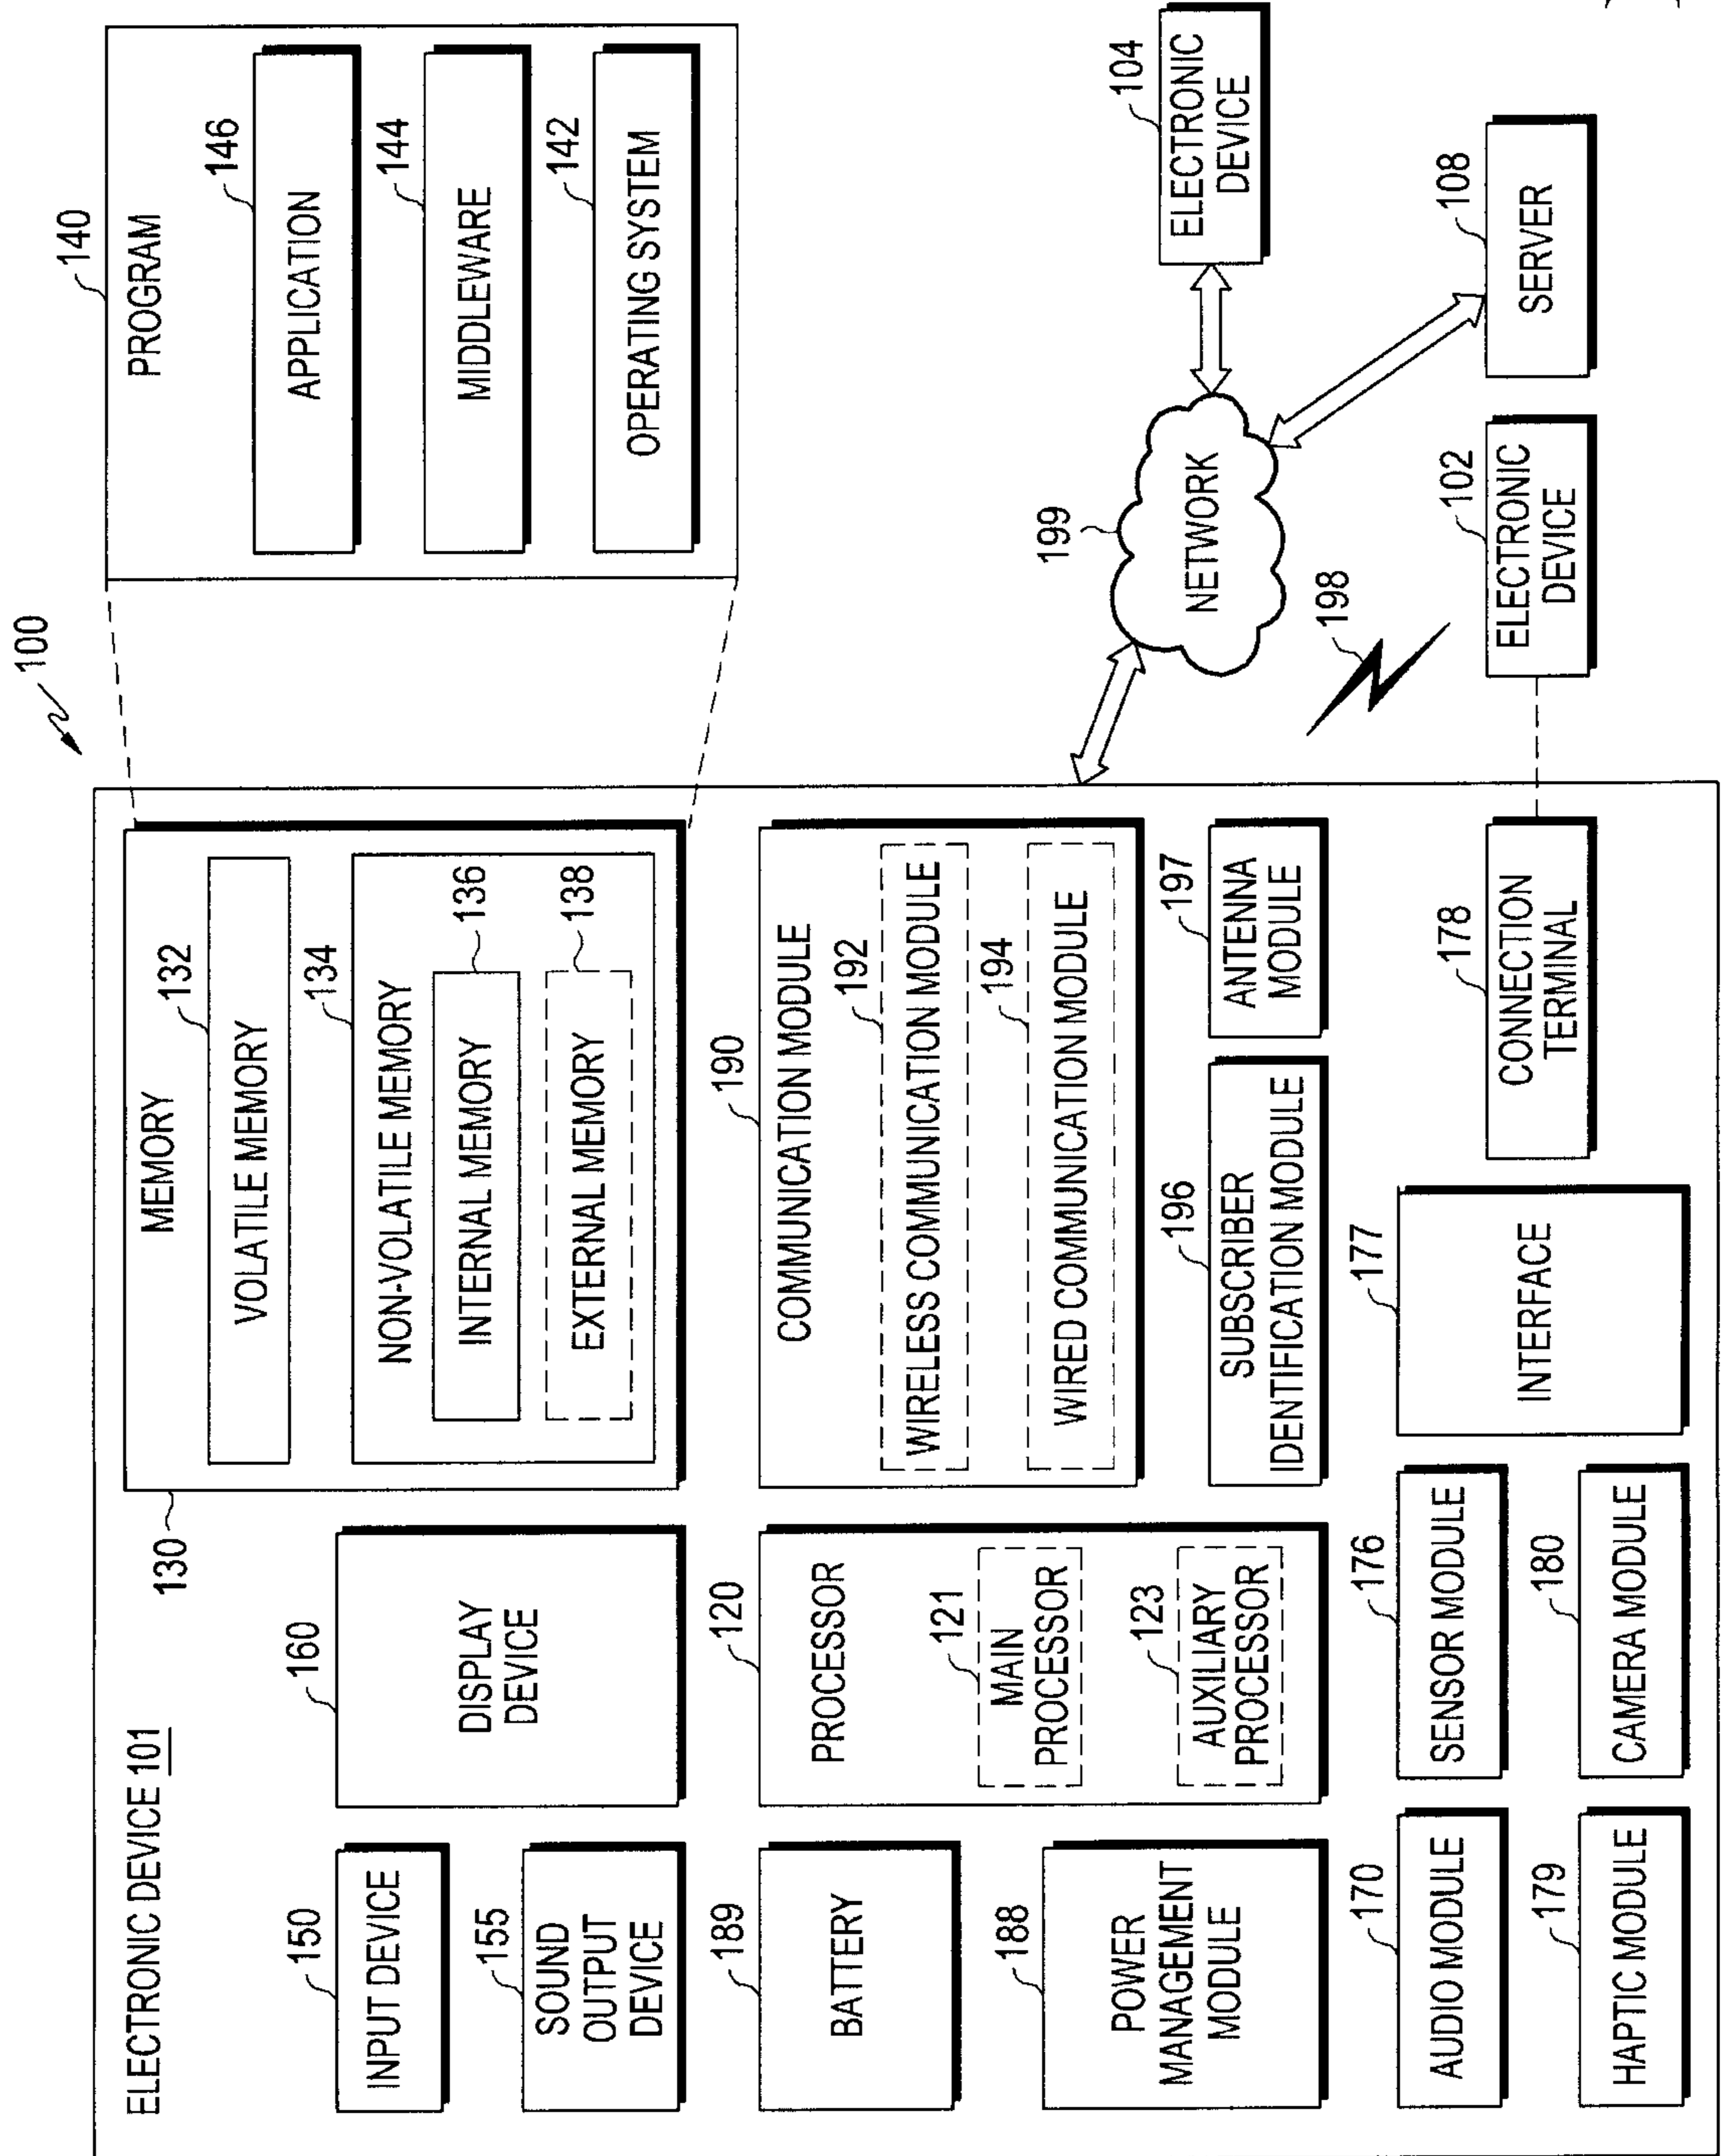 100
ELECTRONIC DEVICE 101
150
INPUT DEVICE
155
SOUND
OUTPUT
DEVICE
160
DISPLAY
DEVICE
130
MEMORY
132
VOLATILE MEMORY
134
NON-VOLATILE MEMORY
136
INTERNAL MEMORY
138
EXTERNAL MEMORY
140
PROGRAM
146
APPLICATION
144
MIDDLEWARE
142
OPERATING SYSTEM
189
BATTERY
188
POWER
MANAGEMENT
MODULE
120
PROCESSOR
121
MAIN
PROCESSOR
123
AUXILIARY
PROCESSOR
190
COMMUNICATION MODULE
192
WIRELESS COMMUNICATION MODULE
194
WIRED COMMUNICATION MODULE
196
SUBSCRIBER
IDENTIFICATION MODULE
197
ANTENNA
MODULE
170
AUDIO MODULE
176
SENSOR MODULE
177
INTERFACE
178
CONNECTION
TERMINAL
179
HAPTIC MODULE
180
CAMERA MODULE
199
NETWORK
104
ELECTRONIC
DEVICE
198
102
ELECTRONIC
DEVICE
108
SERVER